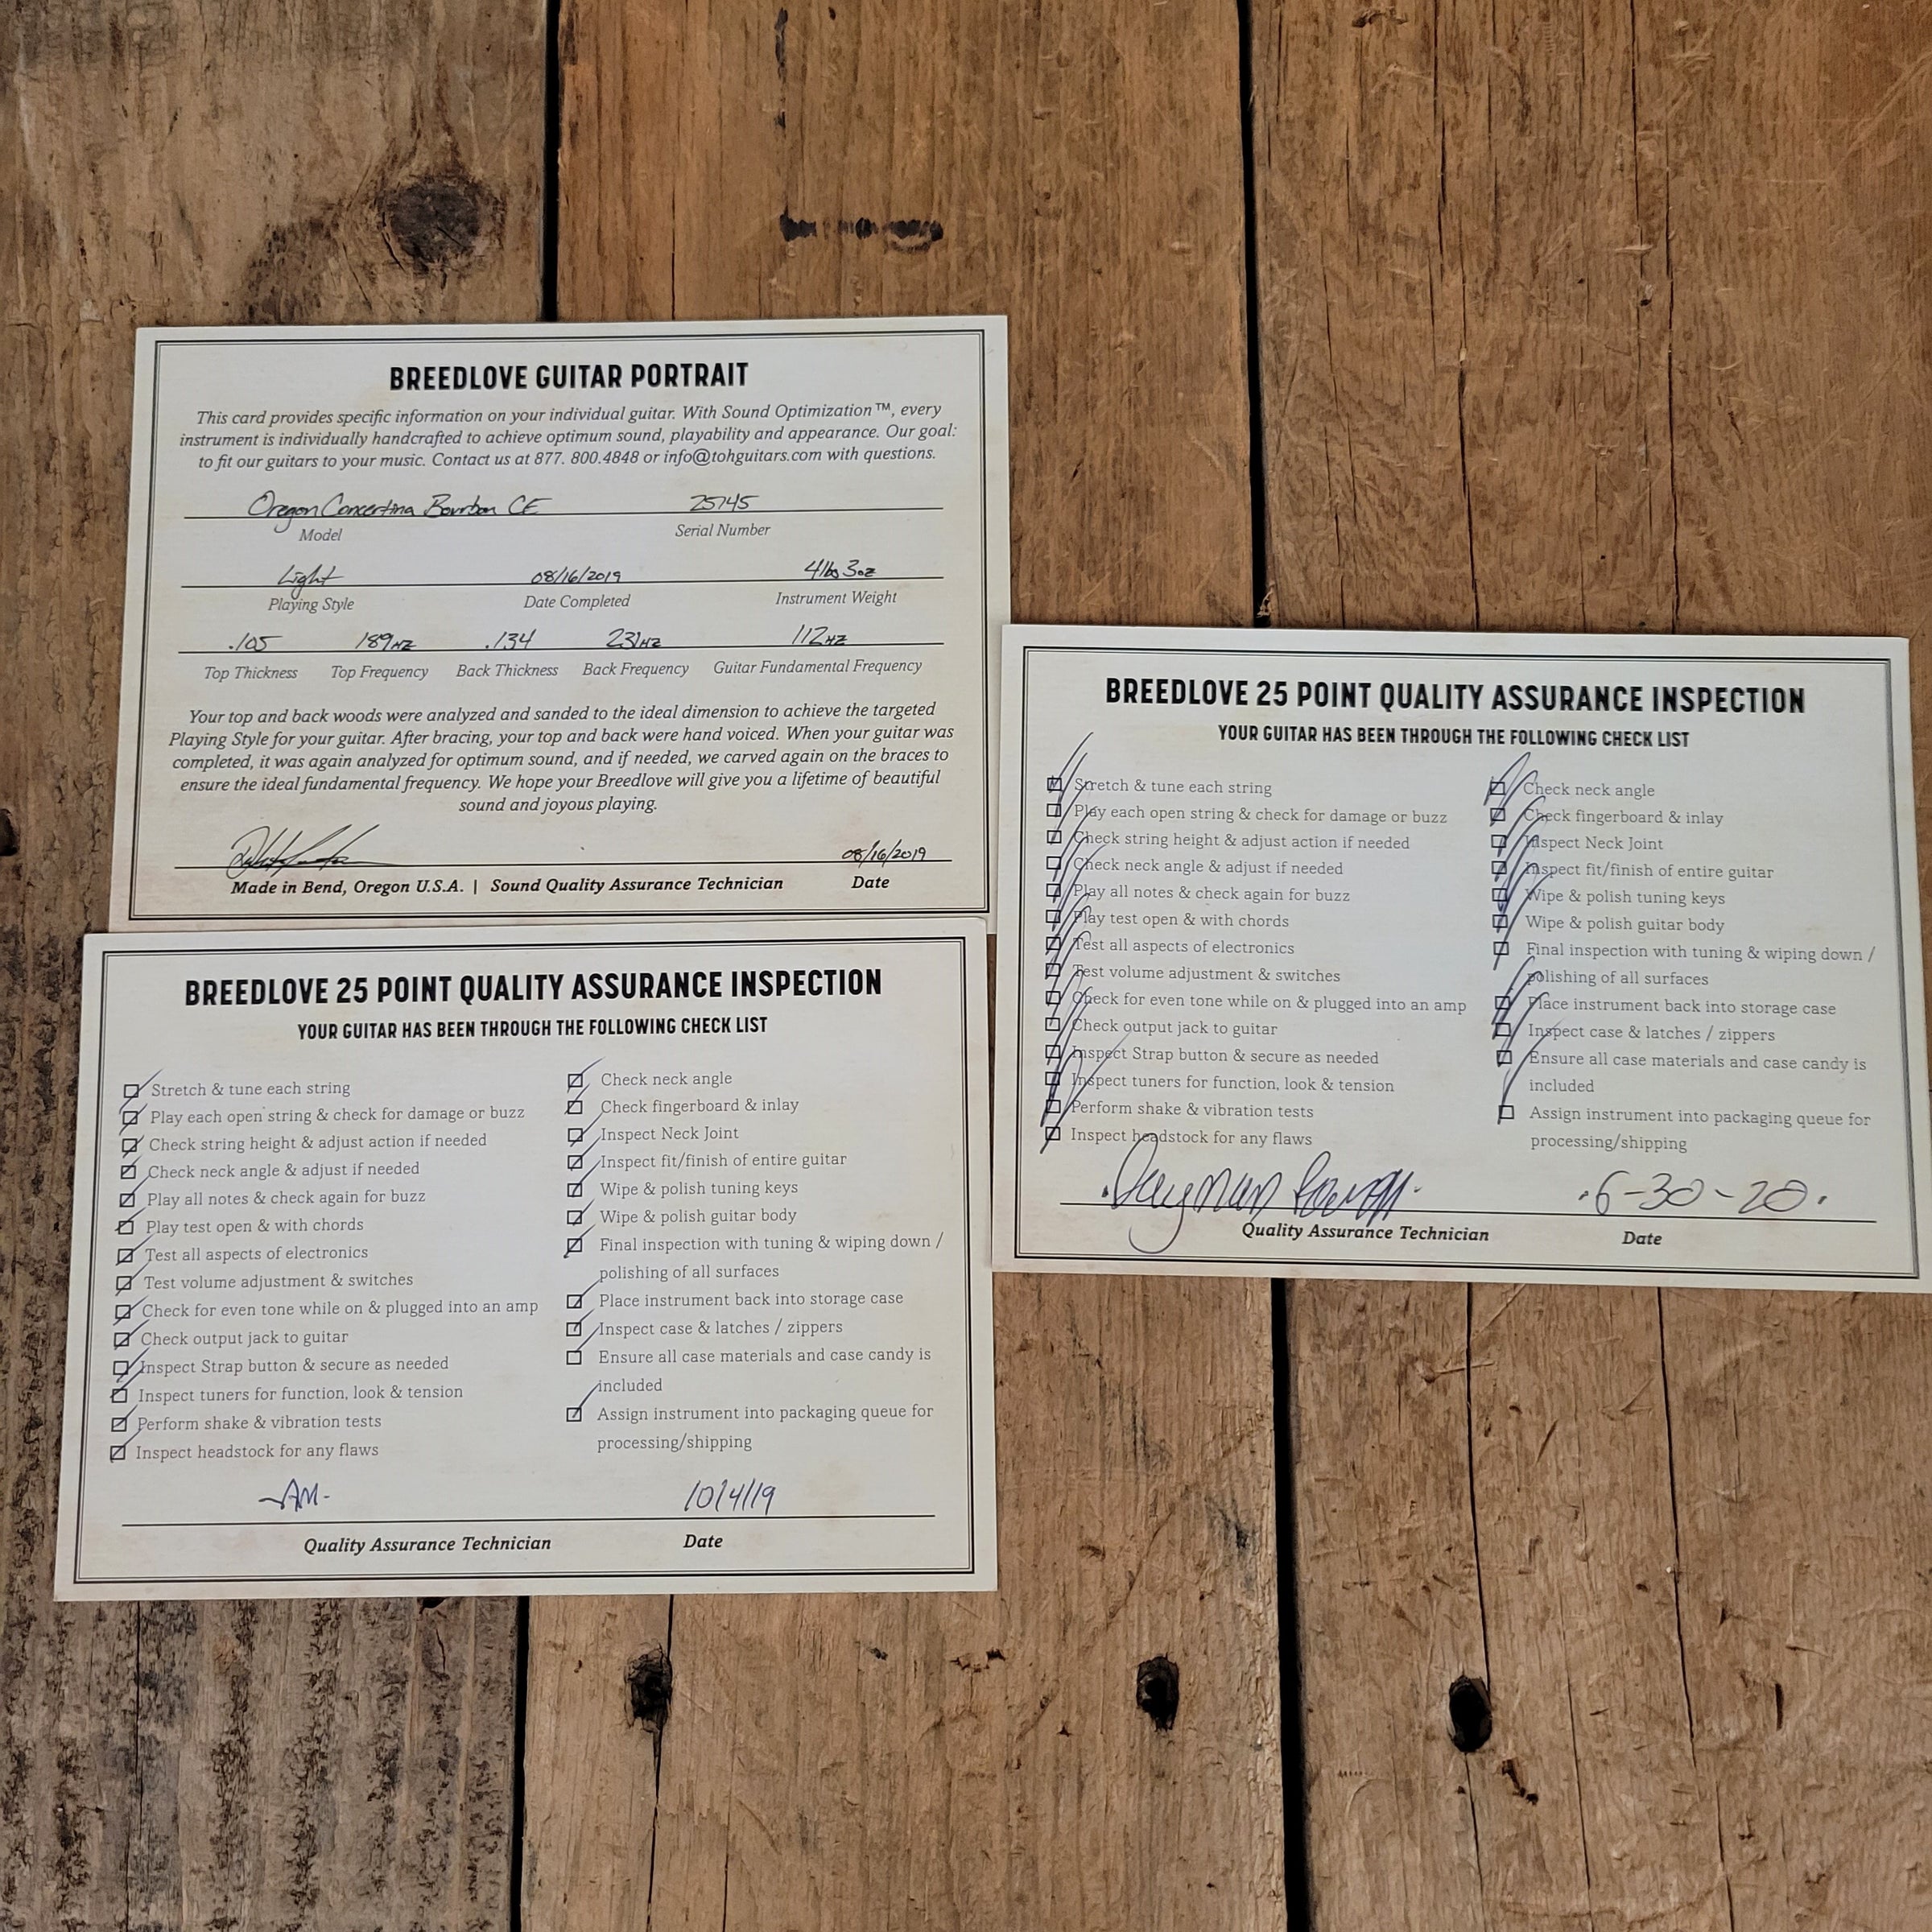 BREEDLOVE GUITAR PORTRAIT
This card provides specific information on your individual guitar. With Sound Optimization™, every
instrument is individually handcrafted to achieve optimum sound, playability and appearance. Our goal:
to fit our guitars to your music. Contact us at 877. 800.4848 or info@tohguitars.com with questions.
Oregon Concertina Bourbon CE 25745
Model Serial Number
Light 08/16/2019 4lbs 3oz
Playing Style Date Completed Instrument Weight
.105 189HZ .134 231HZ 112HZ
Top Thickness Top Frequency Back Thickness Back Frequency Guitar Fundamental Frequency
Your top and back woods were analyzed and sanded to the ideal dimension to achieve the targeted
Playing Style for your guitar. After bracing, your top and back were hand voiced. When your guitar was
completed, it was again analyzed for optimum sound, and if needed, we carved again on the braces to
ensure the ideal fundamental frequency. We hope your Breedlove will give you a lifetime of beautiful
sound and joyous playing.
08/16/2019
Made in Bend, Oregon U.S.A. | Sound Quality Assurance Technician Date
BREEDLOVE 25 POINT QUALITY ASSURANCE INSPECTION
YOUR GUITAR HAS BEEN THROUGH THE FOLLOWING CHECK LIST
Stretch & tune each string
Play each open string & check for damage or buzz
Check string height & adjust action if needed
Check neck angle & adjust if needed
Play all notes & check again for buzz
Play test open & with chords
Test all aspects of electronics
Test volume adjustment & switches
Check for even tone while on & plugged into an amp
Check output jack to guitar
Inspect Strap button & secure as needed
Inspect tuners for function, look & tension
Perform shake & vibration tests
Inspect headstock for any flaws
Check neck angle
Check fingerboard & inlay
Inspect Neck Joint
Inspect fit/finish of entire guitar
Wipe & polish tuning keys
Wipe & polish guitar body
Final inspection with tuning & wiping down /
polishing of all surfaces
Place instrument back into storage case
Inspect case & latches / zippers
Ensure all case materials and case candy is
included
Assign instrument into packaging queue for
processing/shipping
6-30-20
Quality Assurance Technician Date
BREEDLOVE 25 POINT QUALITY ASSURANCE INSPECTION
YOUR GUITAR HAS BEEN THROUGH THE FOLLOWING CHECK LIST
Stretch & tune each string
Play each open string & check for damage or buzz
Check string height & adjust action if needed
Check neck angle & adjust if needed
Play all notes & check again for buzz
Play test open & with chords
Test all aspects of electronics
Test volume adjustment & switches
Check for even tone while on & plugged into an amp
Check output jack to guitar
Inspect Strap button & secure as needed
Inspect tuners for function, look & tension
Perform shake & vibration tests
Inspect headstock for any flaws
Check neck angle
Check fingerboard & inlay
Inspect Neck Joint
Inspect fit/finish of entire guitar
Wipe & polish tuning keys
Wipe & polish guitar body
Final inspection with tuning & wiping down /
polishing of all surfaces
Place instrument back into storage case
Inspect case & latches / zippers
Ensure all case materials and case candy is
included
Assign instrument into packaging queue for
processing/shipping
10/4/19
Quality Assurance Technician Date